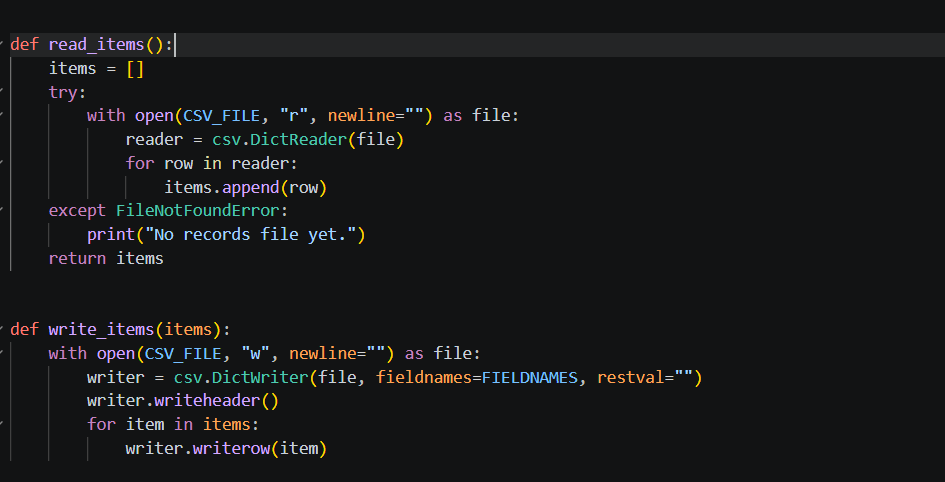 def read_items():
    items = []
    try:
        with open(CSV_FILE, "r", newline="") as file:
            reader = csv.DictReader(file)
            for row in reader:
                items.append(row)
    except FileNotFoundError:
        print("No records file yet.")
    return items
def write_items(items):
    with open(CSV_FILE, "w", newline="") as file:
        writer = csv.DictWriter(file, fieldnames=FIELDNAMES, restval="")
        writer.writeheader()
        for item in items:
            writer.writerow(item)